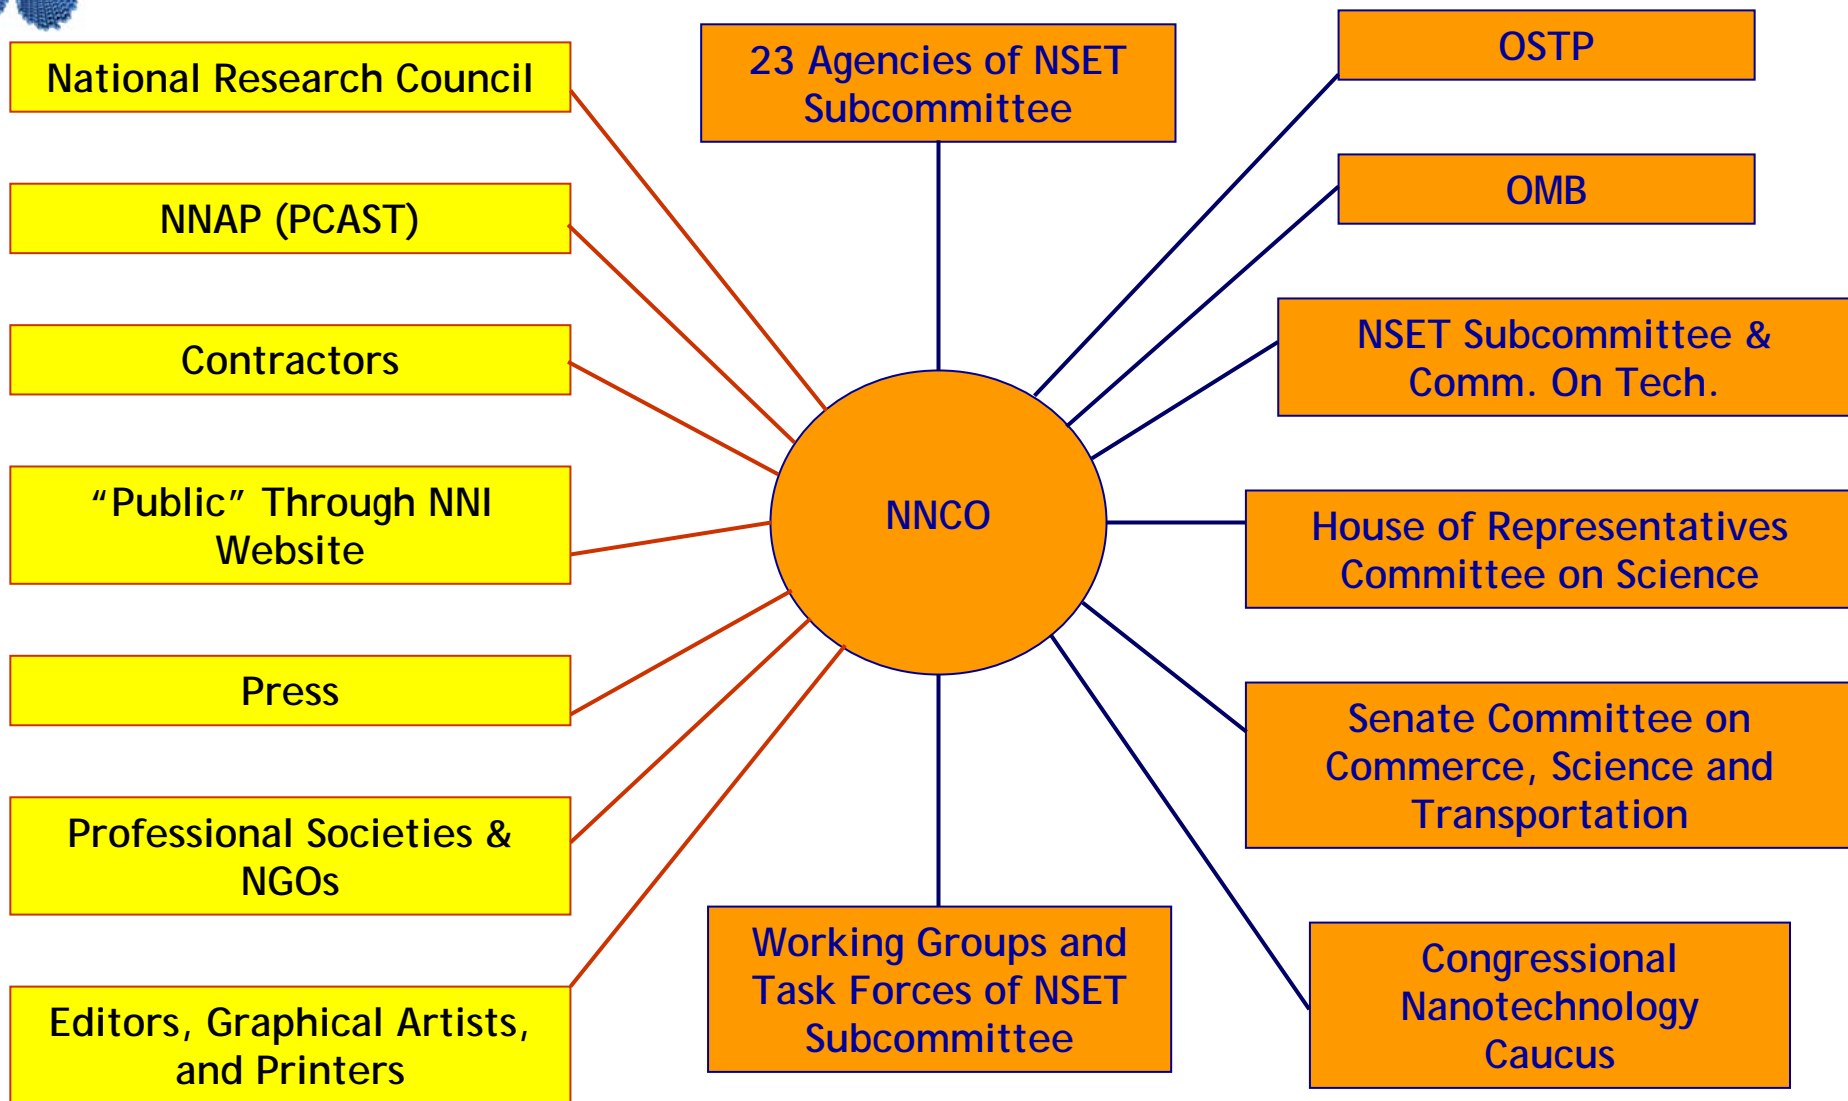 National Research Council
NNAP (PCAST)
Contractors
“Public” Through NNI
Website
Press
Professional Societies &
NGOs
Editors, Graphical Artists,
and Printers
23 Agencies of NSET
Subcommittee
NNCO
Working Groups and
Task Forces of NSET
Subcommittee
OSTP
OMB
NSET Subcommittee &
Comm. On Tech.
House of Representatives
Committee on Science
Senate Committee on
Commerce, Science and
Transportation
Congressional
Nanotechnology
Caucus